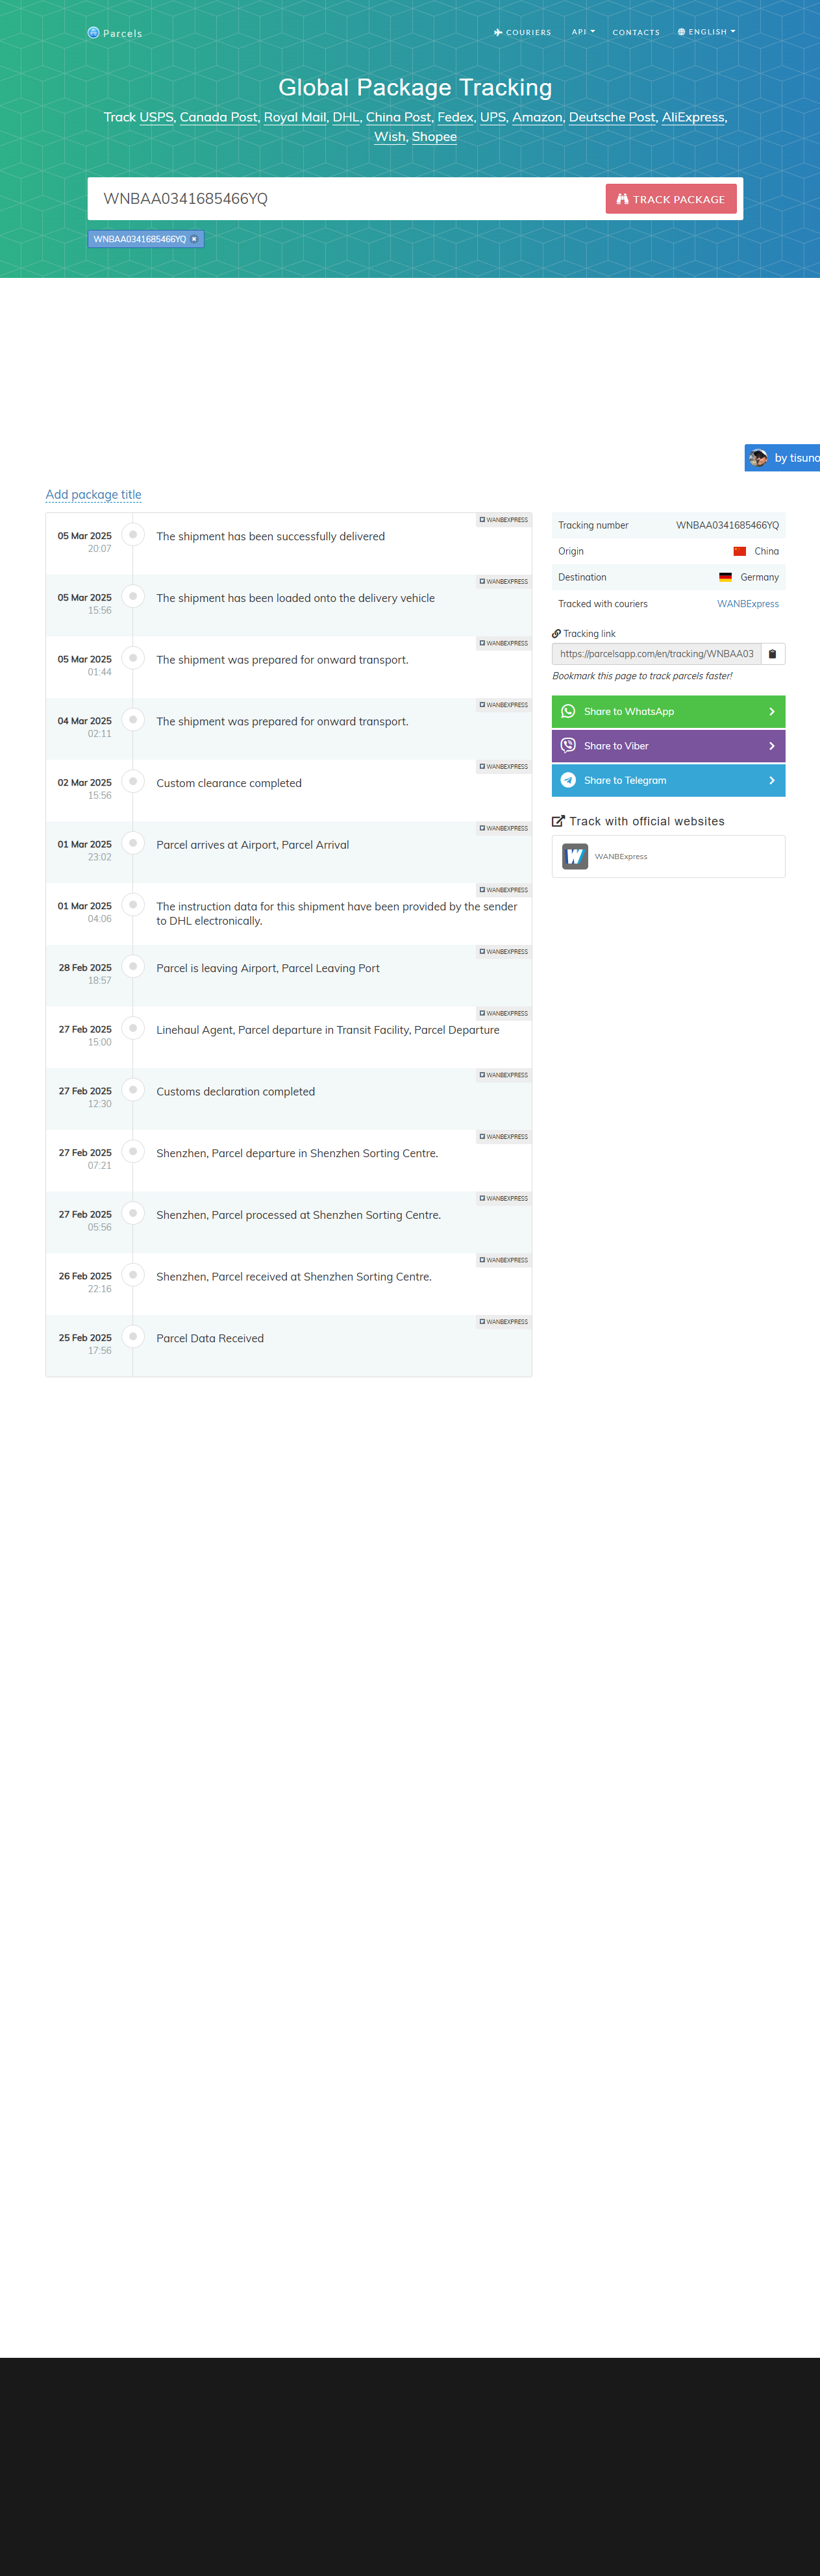 Parcels
COURIERS
API
CONTACTS
ENGLISH
Global Package Tracking
Track USPS, Canada Post, Royal Mail, DHL, China Post, Fedex, UPS, Amazon, Deutsche Post, AliExpress,
Wish, Shopee
WNBAA0341685466YQ
TRACK PACKAGE
WNBAA0341685466YQ
by tisuno
Add package title
WANBEXPRESS
05 Mar 2025
20:07
The shipment has been successfully delivered
WANBEXPRESS
05 Mar 2025
15:56
The shipment has been loaded onto the delivery vehicle
WANBEXPRESS
05 Mar 2025
01:44
The shipment was prepared for onward transport.
WANBEXPRESS
04 Mar 2025
02:11
The shipment was prepared for onward transport.
WANBEXPRESS
02 Mar 2025
15:56
Custom clearance completed
WANBEXPRESS
01 Mar 2025
23:02
Parcel arrives at Airport, Parcel Arrival
WANBEXPRESS
01 Mar 2025
04:06
The instruction data for this shipment have been provided by the sender
to DHL electronically.
WANBEXPRESS
28 Feb 2025
18:57
Parcel is leaving Airport, Parcel Leaving Port
WANBEXPRESS
27 Feb 2025
15:00
Linehaul Agent, Parcel departure in Transit Facility, Parcel Departure
WANBEXPRESS
27 Feb 2025
12:30
Customs declaration completed
WANBEXPRESS
27 Feb 2025
07:21
Shenzhen, Parcel departure in Shenzhen Sorting Centre.
WANBEXPRESS
27 Feb 2025
05:56
Shenzhen, Parcel processed at Shenzhen Sorting Centre.
WANBEXPRESS
26 Feb 2025
22:16
Shenzhen, Parcel received at Shenzhen Sorting Centre.
WANBEXPRESS
25 Feb 2025
17:56
Parcel Data Received
Tracking number WNBAA0341685466YQ
Origin China
Destination Germany
Tracked with couriers WANBExpress
Tracking link
https://parcelsapp.com/en/tracking/WNBAA03
Bookmark this page to track parcels faster!
Share to WhatsApp
Share to Viber
Share to Telegram
Track with official websites
WANBExpress